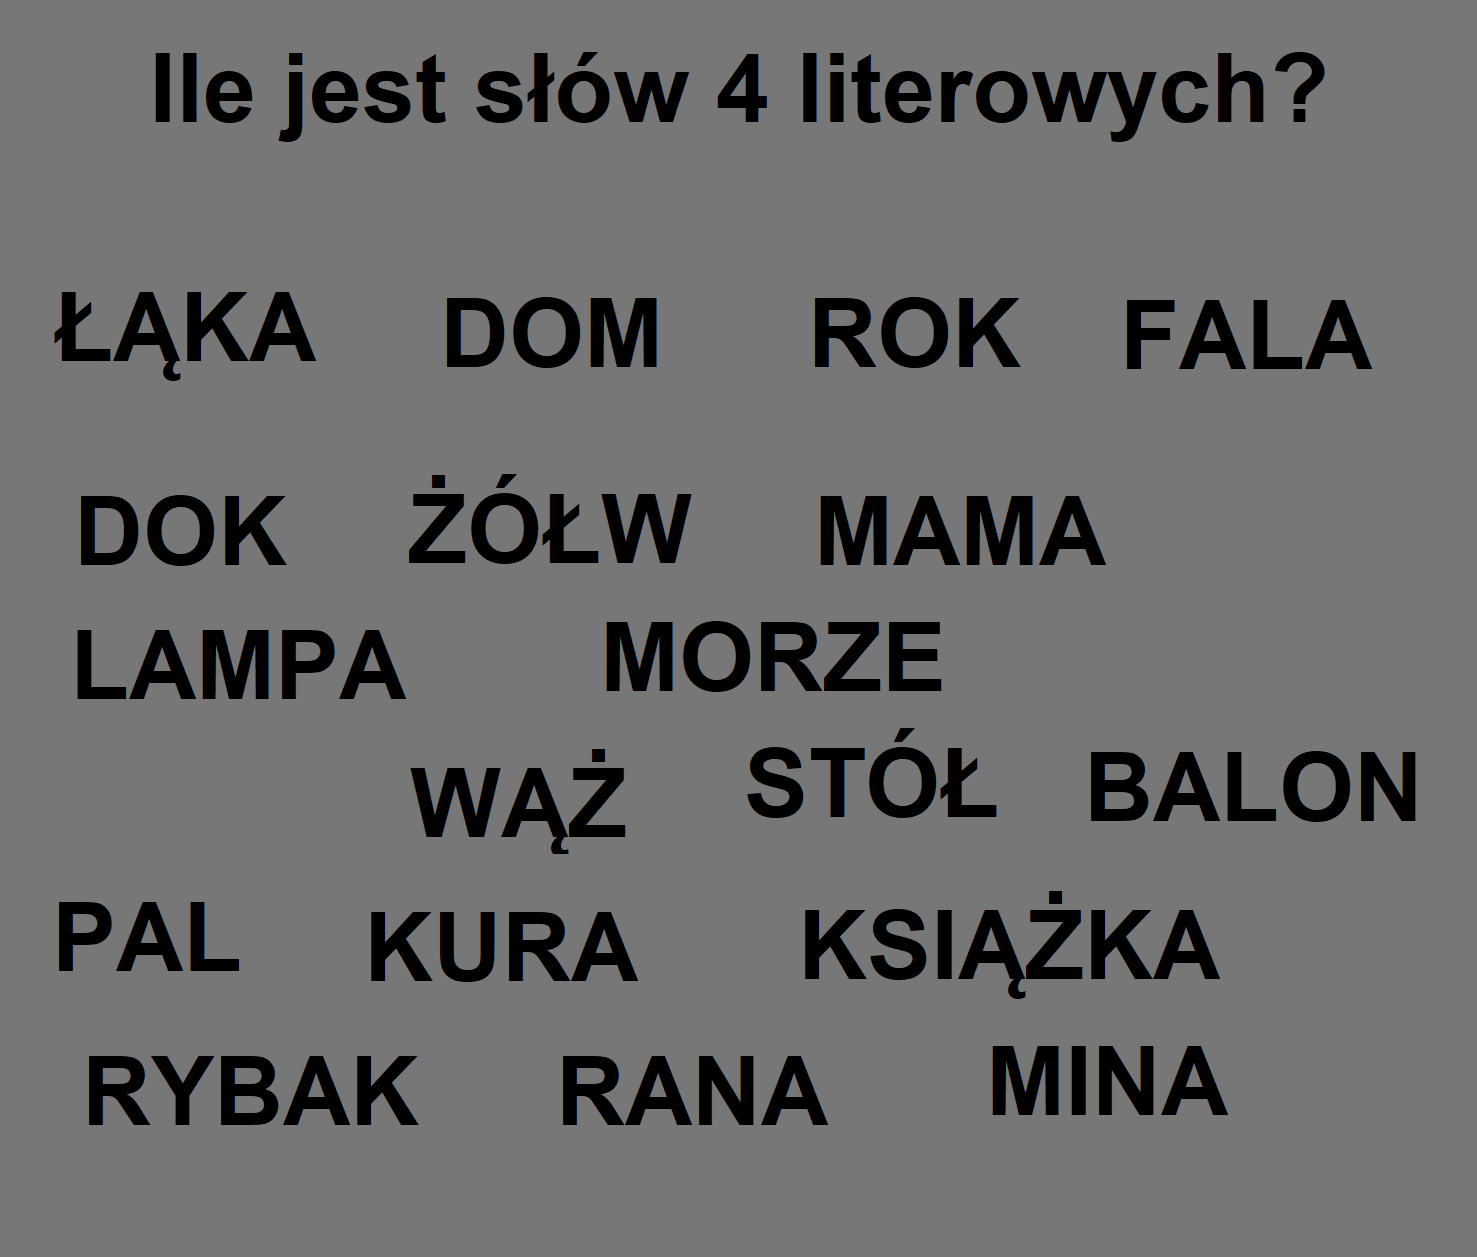 Ile jest słów 4 literowych?
ŁĄKA DOM ROK FALA
DOK ŻÓŁW MAMA
LAMPA MORZE
WĄŻ STÓŁ BALON
PAL KURA KSIĄŻKA
RYBAK RANA MINA